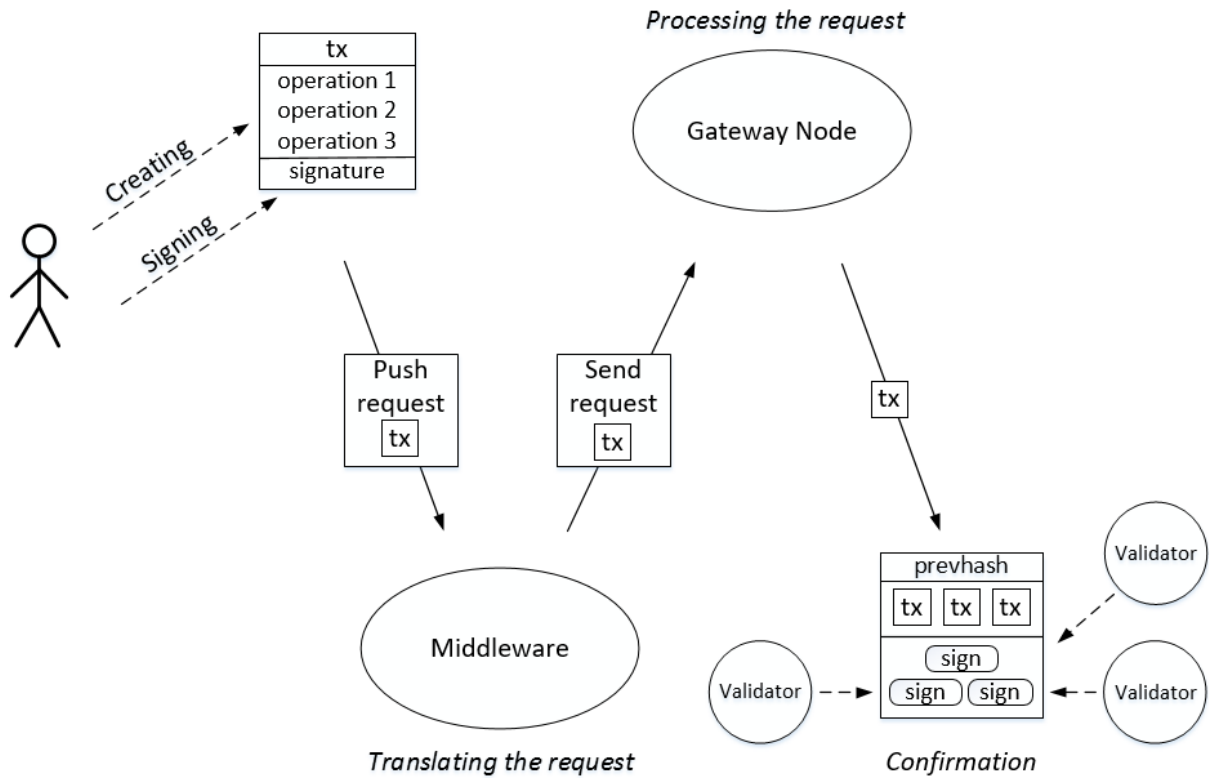 Processing the request
tx
operation 1
operation 2
operation 3
signature
Creating
Signing
Gateway Node
Push
request
tx
Send
request
tx
tx
Middleware
Translating the request
prevhash
tx tx tx
sign
sign sign
Validator
Validator
Validator
Confirmation